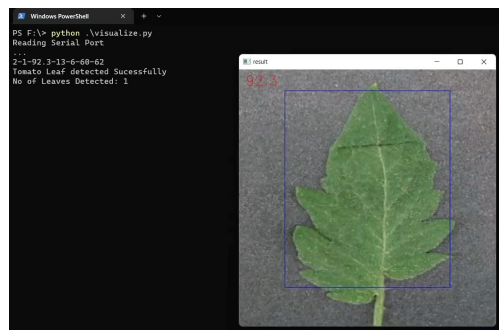 Windows PowerShell
PS F:\> python .\visualize.py
Reading Serial Port
...
2-1-92.3-13-6-60-62
Tomato Leaf detected Sucessfully
No of Leaves Detected: 1
result
92.3